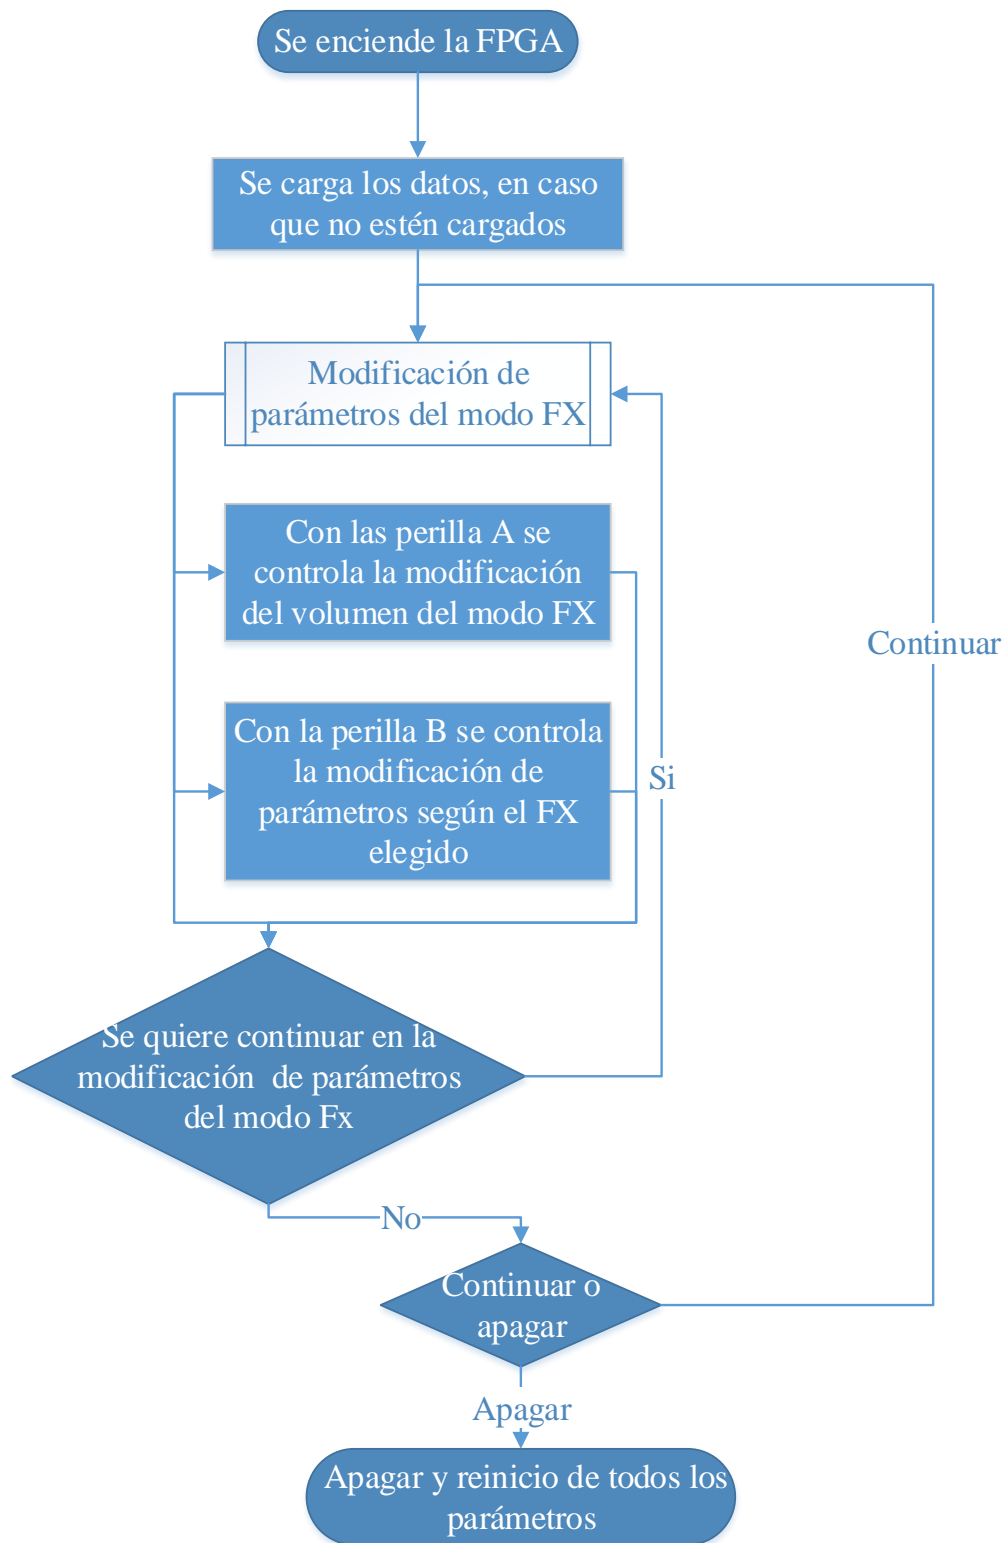 Se enciende la FPGA
Se carga los datos, en caso
que no estén cargados
Modificación de
parámetros del modo FX
Con las perilla A se
controla la modificación
del volumen del modo FX
Continuar
Con la perilla B se controla
la modificación de
parámetros según el FX
elegido
Si
Se quiere continuar en la
modificación  de parámetros
del modo Fx
No
Continuar o
apagar
Apagar
Apagar y reinicio de todos los
parámetros